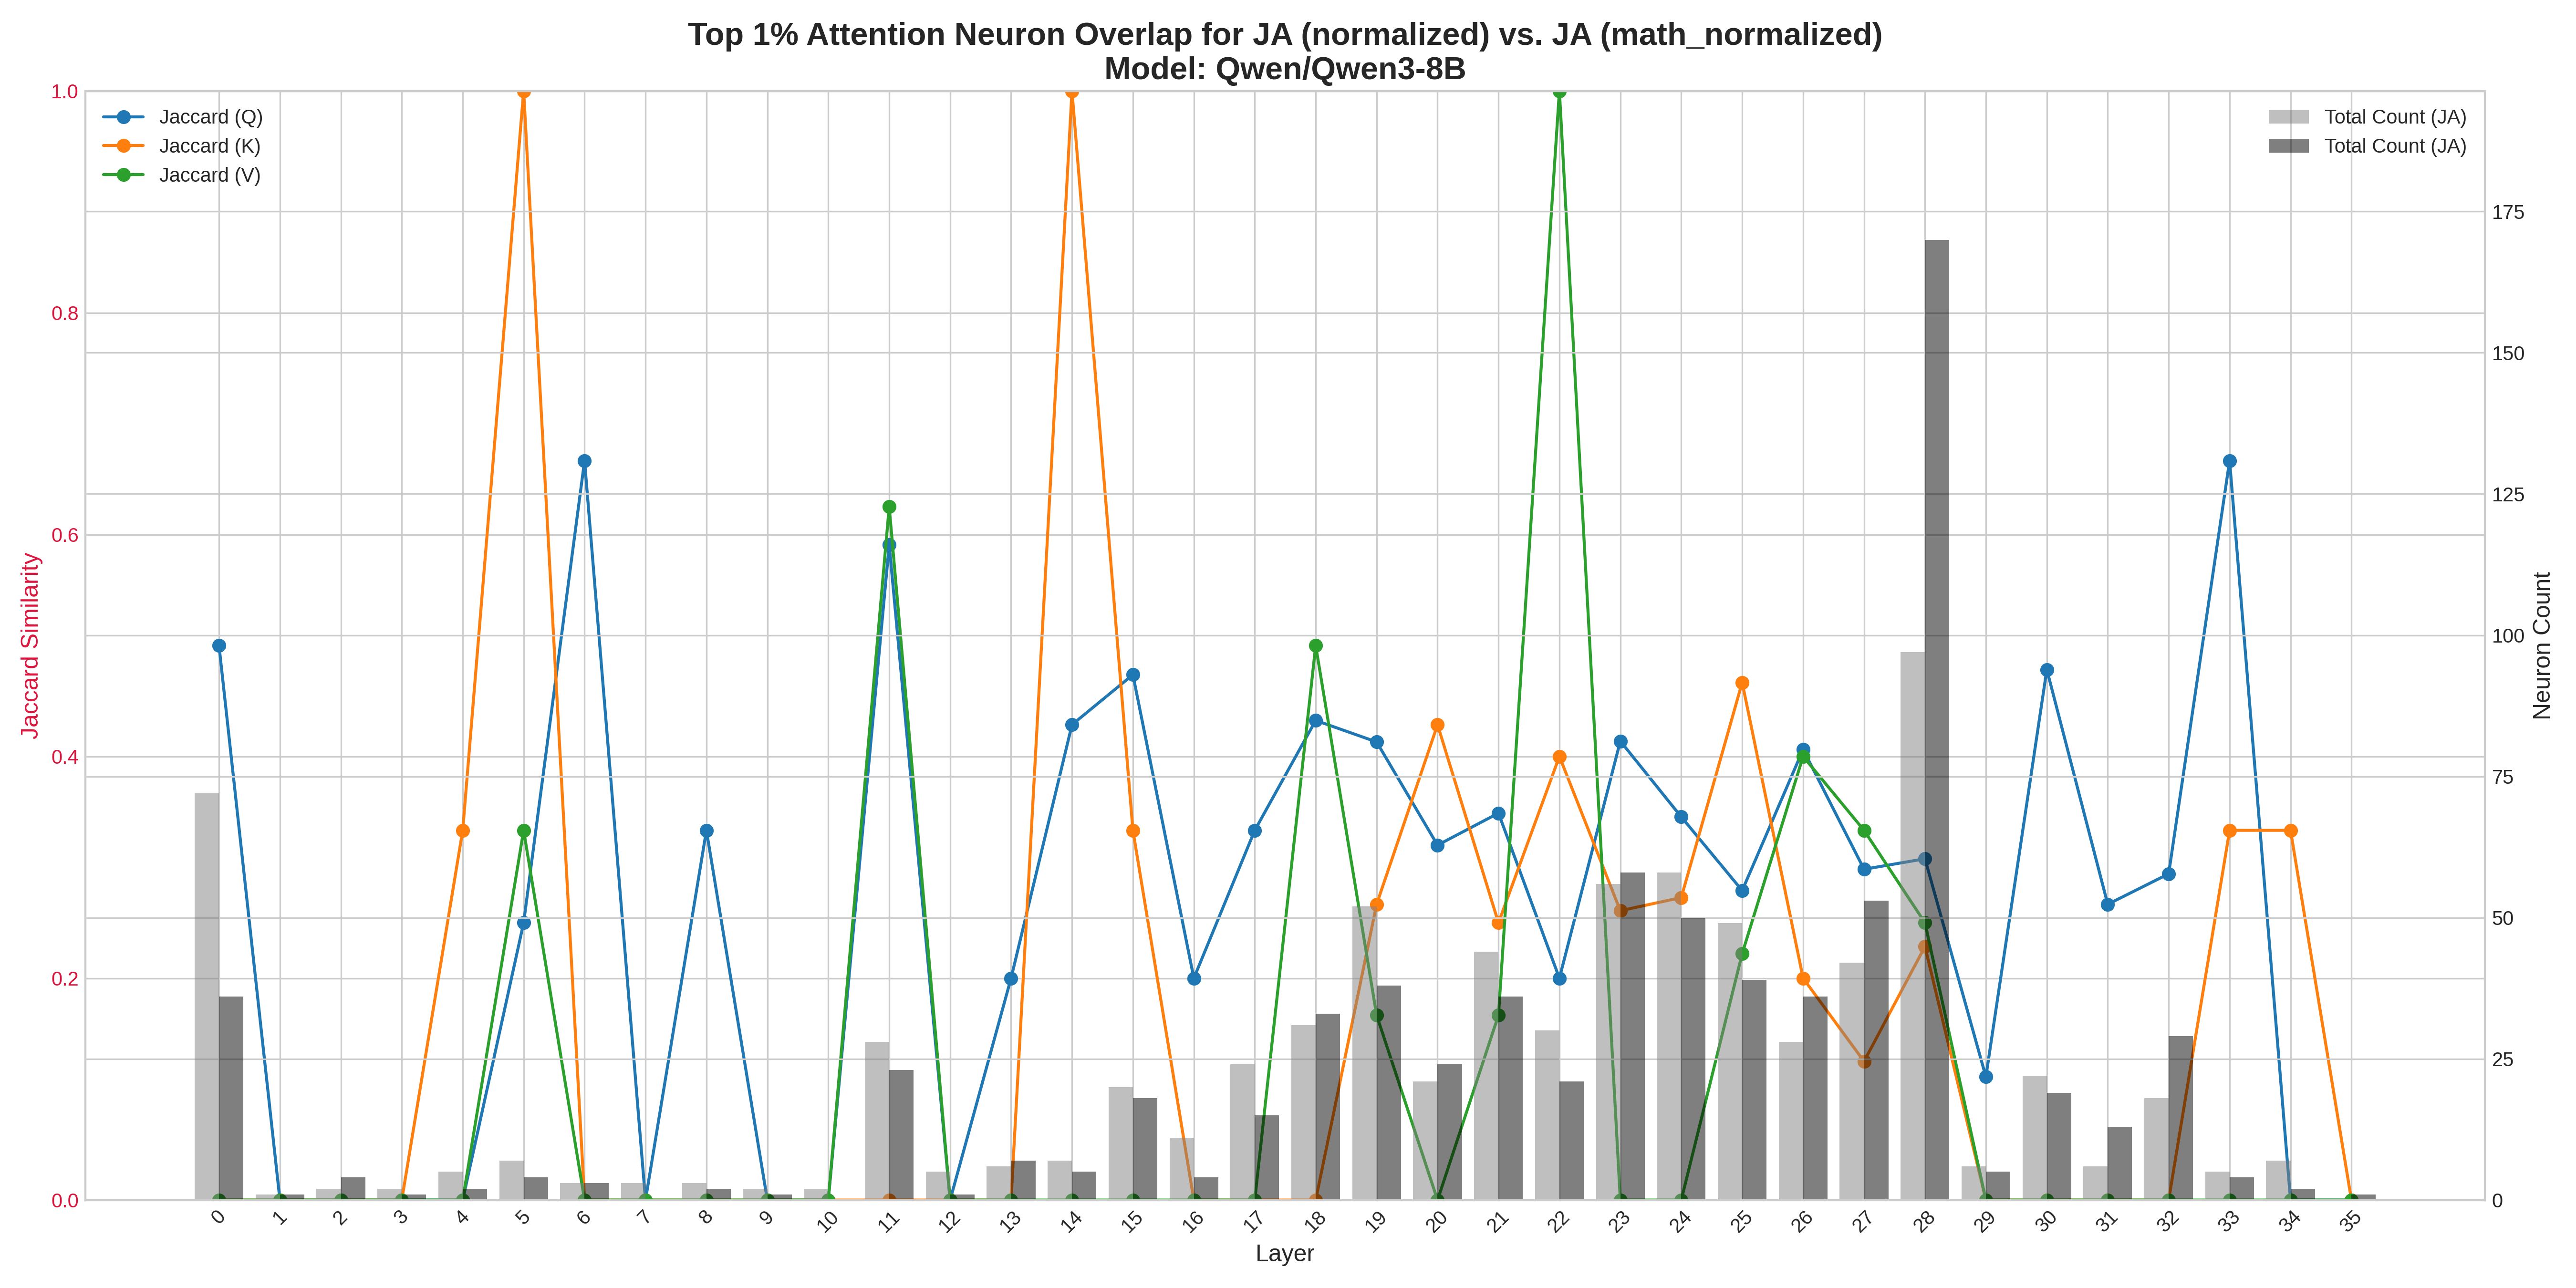 Top 1% Attention Neuron Overlap for JA (normalized) vs. JA (math_normalized)
Model: Qwen/Qwen3-8B
Jaccard (Q)
Jaccard (K)
Jaccard (V)
Total Count (JA)
Total Count (JA)
Jaccard Similarity
1.0
0.8
0.6
0.4
0.2
0.0
Neuron Count
175
150
125
100
75
50
25
0
0 1 2 3 4 5 6 7 8 9 10 11 12 13 14 15 16 17 18 19 20 21 22 23 24 25 26 27 28 29 30 31 32 33 34 35
Layer